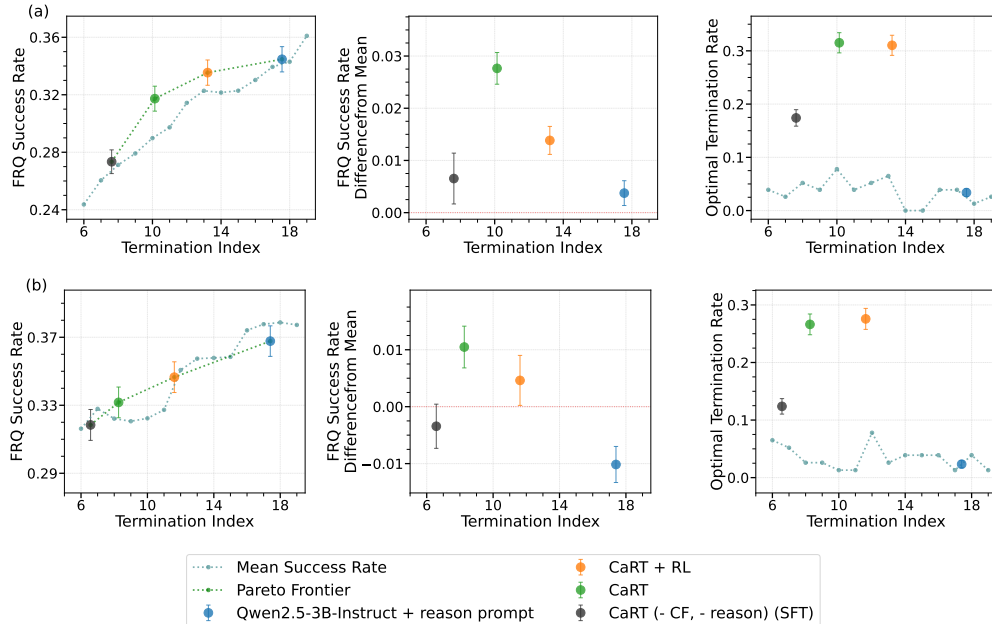 (a)
FRQ Success Rate
0.36
0.32
0.28
0.24
6 10 14 18
Termination Index
FRQ Success Rate
Differencefrom Mean
0.03
0.02
0.01
0.00
6 10 14 18
Termination Index
Optimal Termination Rate
0.3
0.2
0.1
0.0
6 10 14 18
Termination Index
(b)
FRQ Success Rate
0.37
0.33
0.29
6 10 14 18
Termination Index
FRQ Success Rate
Differencefrom Mean
0.01
0.00
−0.01
6 10 14 18
Termination Index
Optimal Termination Rate
0.3
0.2
0.1
0.0
6 10 14 18
Termination Index
Mean Success Rate
Pareto Frontier
Qwen2.5-3B-Instruct + reason prompt
CaRT + RL
CaRT
CaRT (- CF, - reason) (SFT)